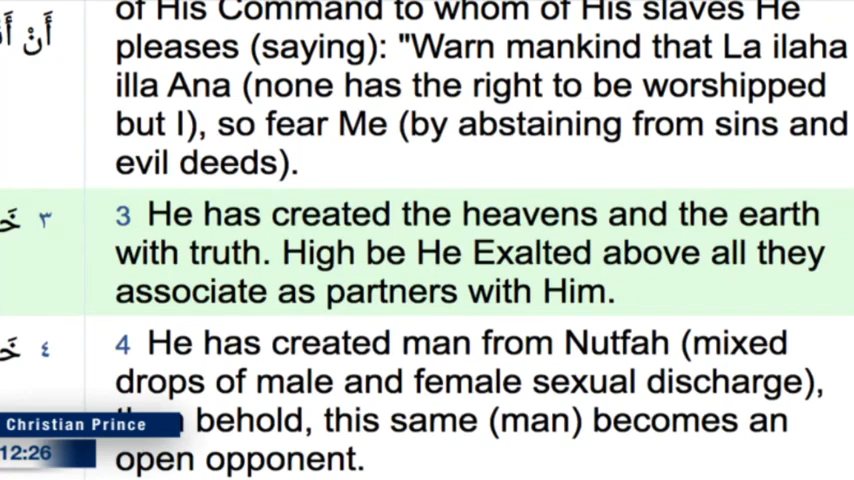 of His Command to whom of His slaves He
pleases (saying): "Warn mankind that La ilaha
illa Ana (none has the right to be worshipped
but I), so fear Me (by abstaining from sins and
evil deeds).
٣ 3 He has created the heavens and the earth
with truth. High be He Exalted above all they
associate as partners with Him.
٤ 4 He has created man from Nutfah (mixed
drops of male and female sexual discharge),
behold, this same (man) becomes an
open opponent.
Christian Prince
12:26